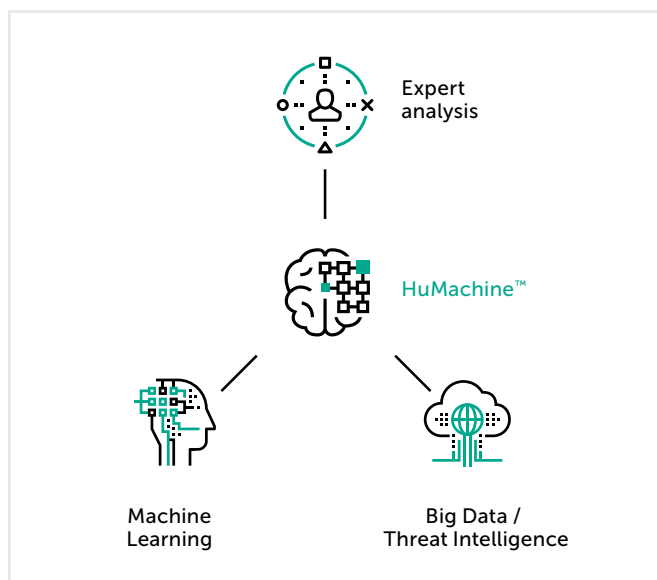 Expert
analysis
HuMachine™
Machine
Learning
Big Data /
Threat Intelligence